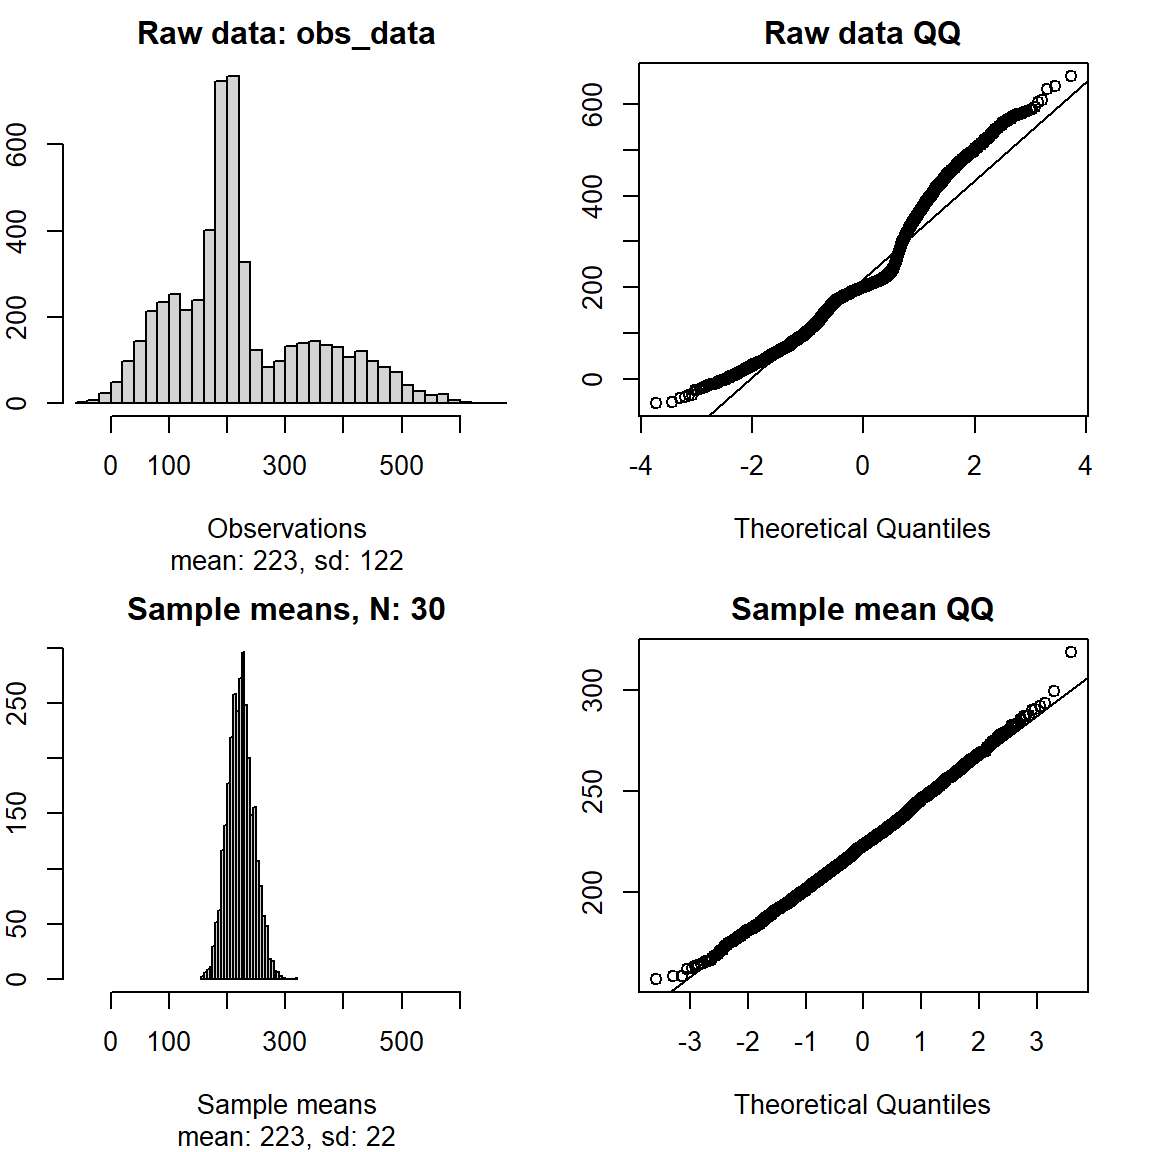 Raw data: obs_data
0 200 400 600
0 100 300 500
Observations
mean: 223, sd: 122
Raw data QQ
0 200 400 600
-4 -2 0 2 4
Theoretical Quantiles
Sample means, N: 30
0 50 150 250
0 100 300 500
Sample means
mean: 223, sd: 22
Sample mean QQ
200 250 300
-3 -2 -1 0 1 2 3
Theoretical Quantiles